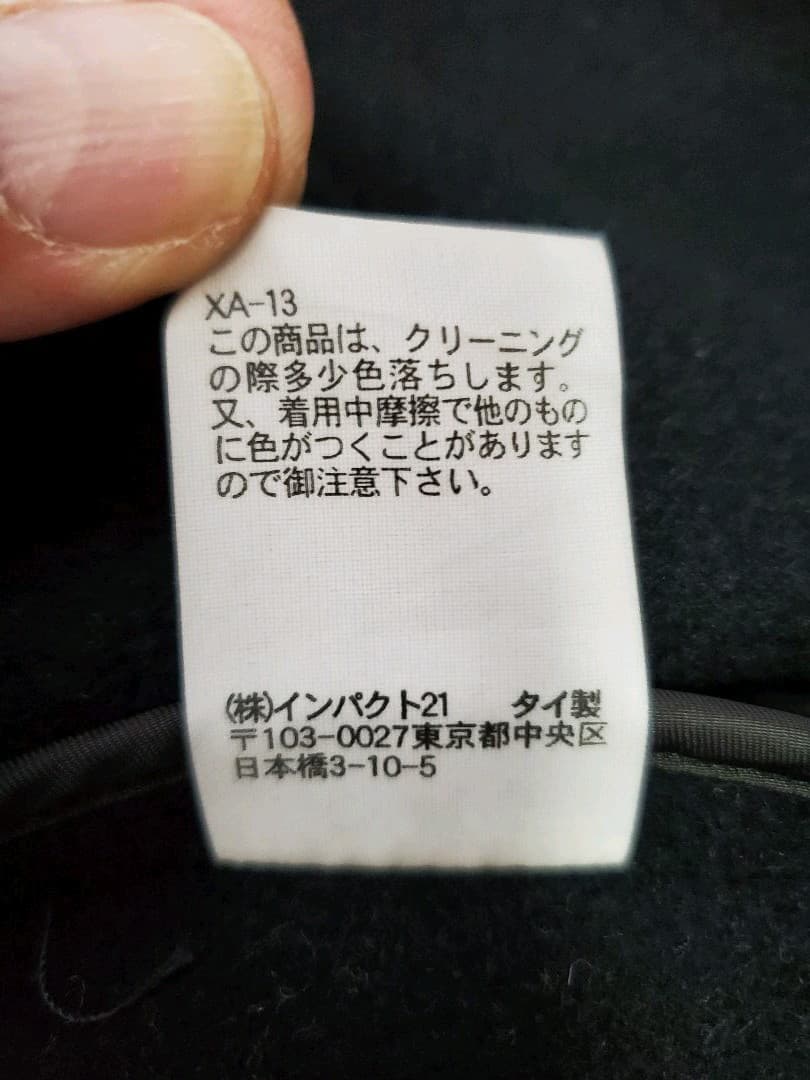 XA-13
この商品は、クリーニング
の際多少色落ちします。
又、着用中摩擦で他のもの
に色がつくことがあります
ので御注意下さい。
(株)インパクト21 タイ製
〒103-0027東京都中央区
日本橋3-10-5